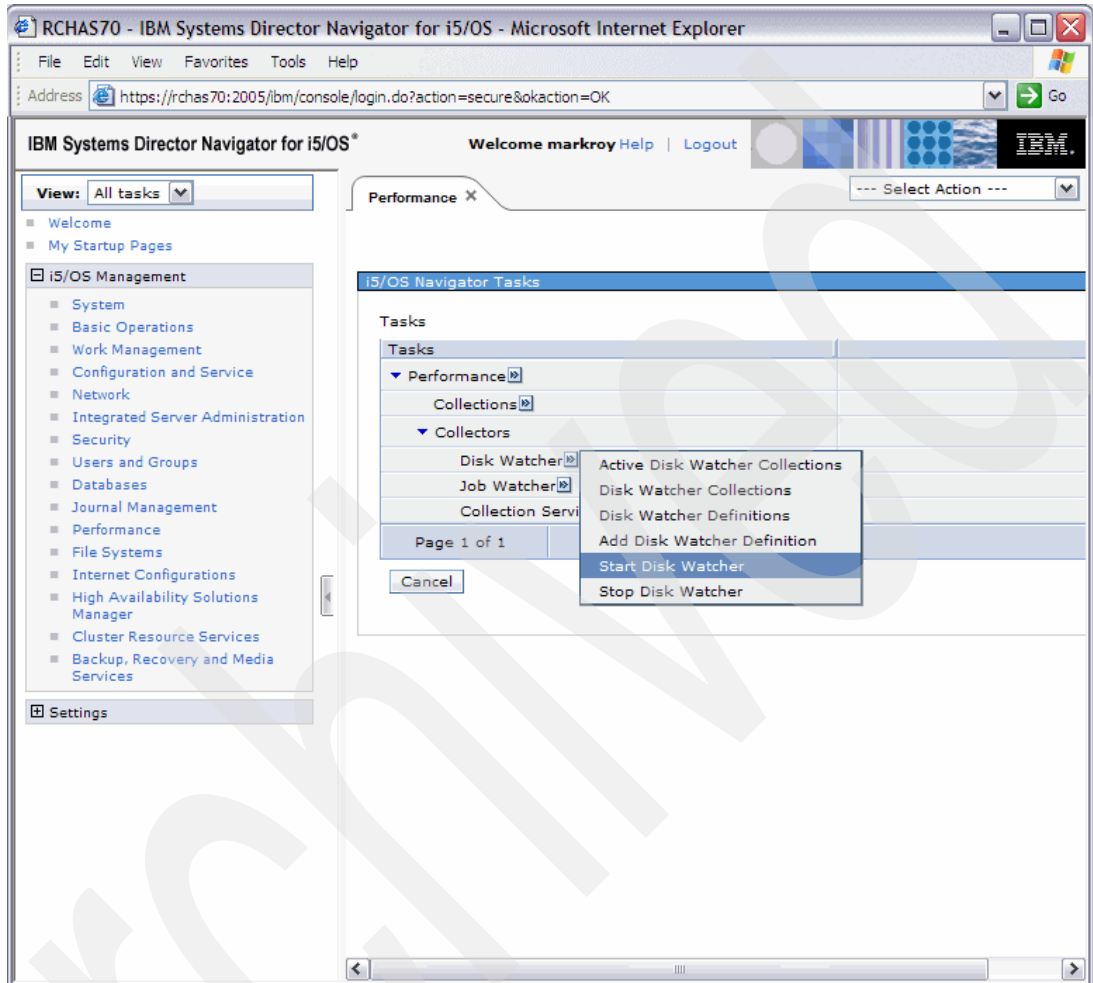 RCHAS70 - IBM Systems Director Navigator for i5/OS - Microsoft Internet Explorer
File Edit View Favorites Tools Help
Address https://rchas70:2005/ibm/console/login.do?action=secure&okaction=OK Go
IBM Systems Director Navigator for i5/OS® Welcome markroy Help | Logout IBM.
View: All tasks
Performance
--- Select Action ---
Welcome
My Startup Pages
i5/OS Management
System
Basic Operations
Work Management
Configuration and Service
Network
Integrated Server Administration
Security
Users and Groups
Databases
Journal Management
Performance
File Systems
Internet Configurations
High Availability Solutions
Manager
Cluster Resource Services
Backup, Recovery and Media
Services
Settings
i5/OS Navigator Tasks
Tasks
Tasks
Performance
Collections
Collectors
Disk Watcher
Job Watcher
Collection Servi
Page 1 of 1
Cancel
Active Disk Watcher Collections
Disk Watcher Collections
Disk Watcher Definitions
Add Disk Watcher Definition
Start Disk Watcher
Stop Disk Watcher